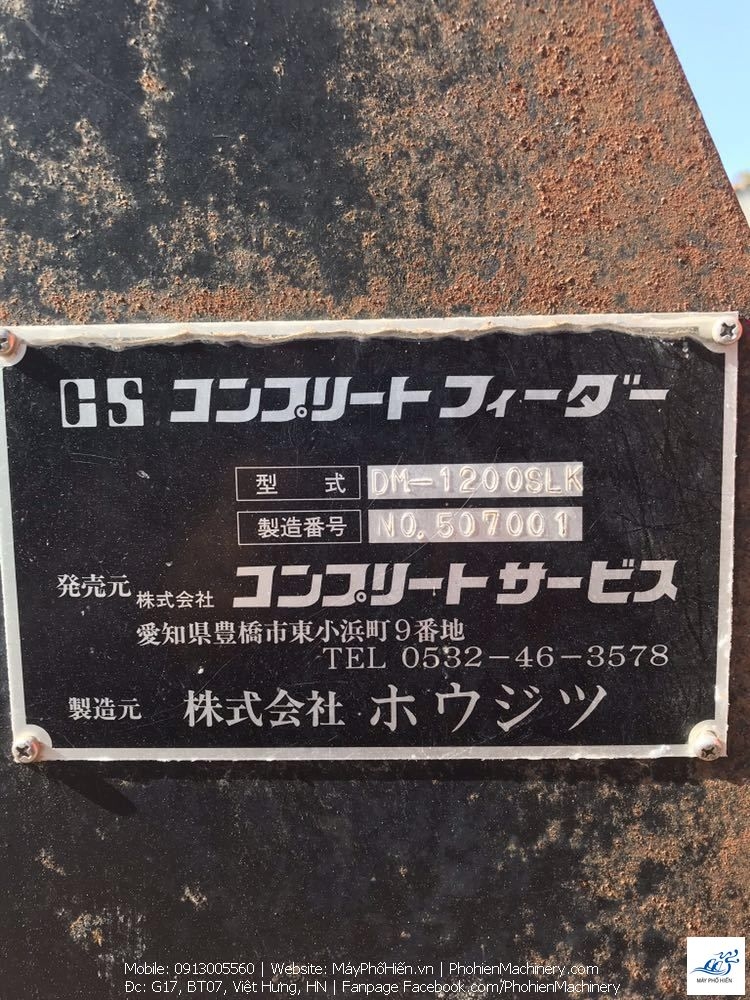 CS コンプリートフィーダー
型 式 DM-1200SLK
製造番号 NO.507001
発売元 株式会社 コンプリートサービス
愛知県豊橋市東小浜町9番地
TEL 0532-46-3578
製造元 株式会社 ホウジツ
MÁY PHỐ HIẾN
Mobile: 0913005560 | Website: MáyPhốHiến.vn | PhohienMachinery.com
Đc: G17, BT07, Việt Hưng, HN | Fanpage Facebook.com/PhohienMachinery